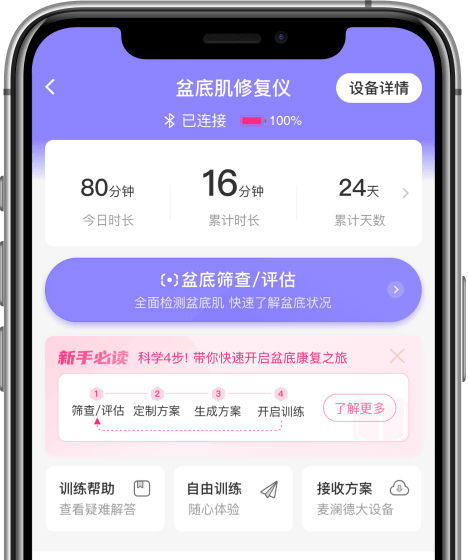 盆底肌修复仪
设备详情
已连接 100%
80分钟 16分钟 24天
今日时长 累计时长 累计天数
盆底筛查/评估
全面检测盆底肌 快速了解盆底状况
新手必读 科学4步! 带你快速开启盆底康复之旅
1 2 3 4
筛查/评估 定制方案 生成方案 开启训练
了解更多
训练帮助 自由训练 接收方案
查看疑难解答 随心体验 麦澜德大设备